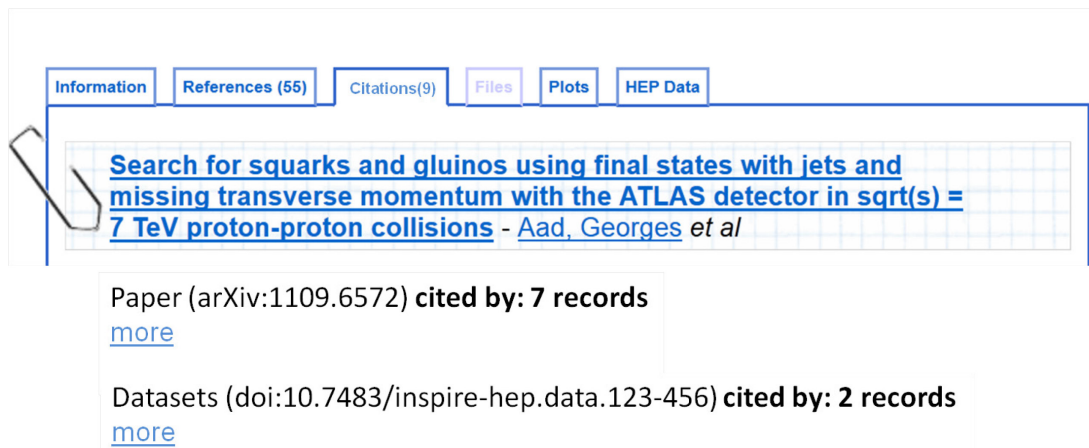 Information References (55) Citations(9) Files Plots HEP Data
Search for squarks and gluinos using final states with jets and
missing transverse momentum with the ATLAS detector in sqrt(s) =
7 TeV proton-proton collisions - Aad, Georges et al
Paper (arXiv:1109.6572) cited by: 7 records
more
Datasets (doi:10.7483/inspire-hep.data.123-456) cited by: 2 records
more